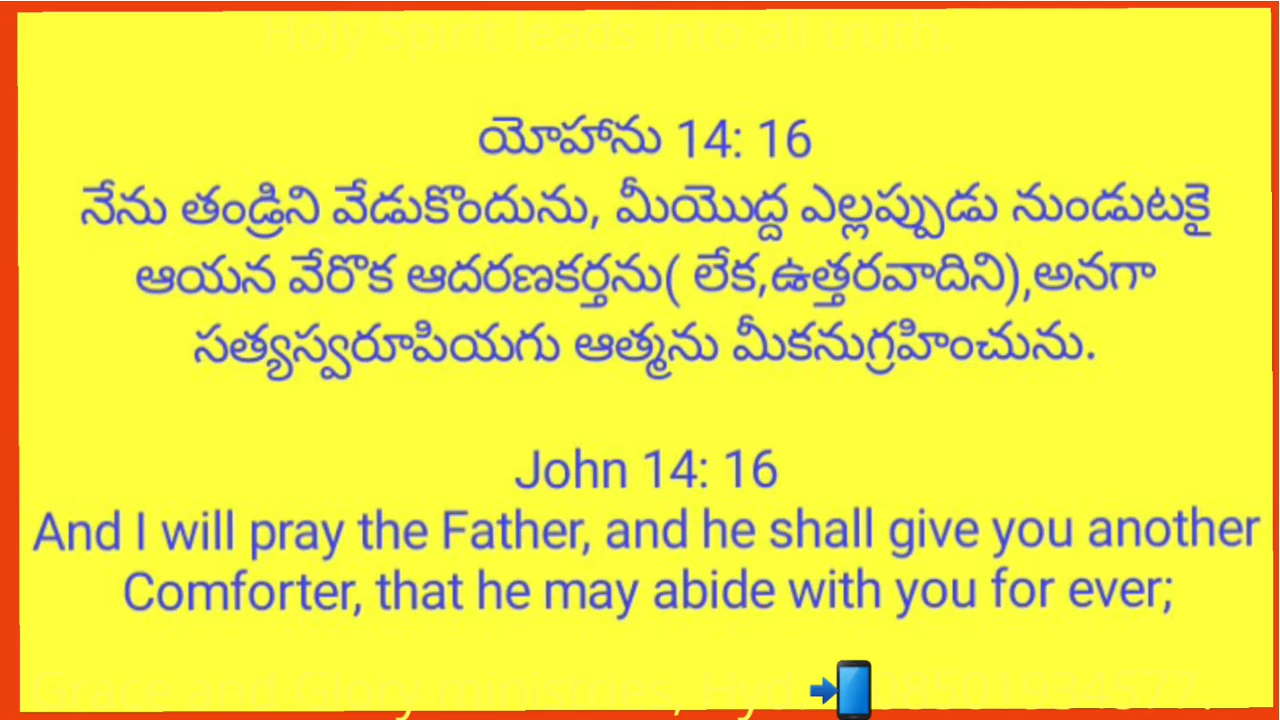 Holy Spirit leads into all truth.
యోహాను 14: 16
నేను తండ్రిని వేడుకొందును, మీయొద్ద ఎల్లప్పుడు నుండుటకై
ఆయన వేరొక ఆదరణకర్తను( లేక,ఉత్తరవాదిని),అనగా
సత్యస్వరూపియగు ఆత్మను మీకనుగ్రహించును.
John 14: 16
And I will pray the Father, and he shall give you another
Comforter, that he may abide with you for ever;
Grace and Glory ministries, Hyd.